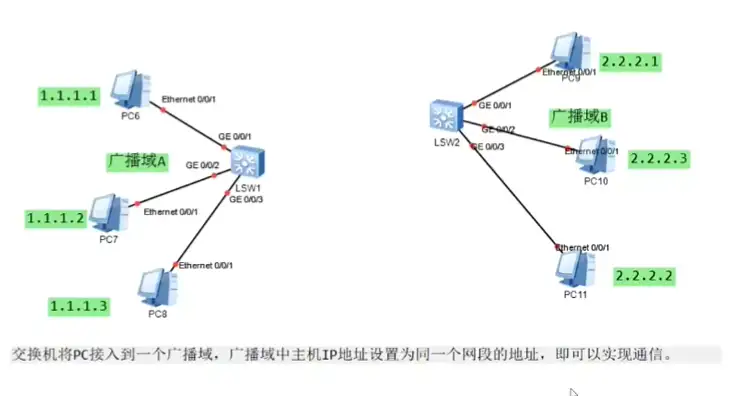 1.1.1.1
Ethernet 0/0/1
PC6
GE 0/0/1
广播域A
GE 0/0/2
LSW1
GE 0/0/3
1.1.1.2
Ethernet 0/0/1
PC7
Ethernet 0/0/1
1.1.1.3
PC8
2.2.2.1
Ethernet 0/0/1
PC9
GE 0/0/1
广播域B
GE 0/0/2
LSW2
GE 0/0/3
Ethernet 0/0/1
2.2.2.3
PC10
Ethernet 0/0/1
2.2.2.2
PC11
交换机将PC接入到一个广播域，广播域中主机IP地址设置为同一个网段的地址，即可以实现通信。